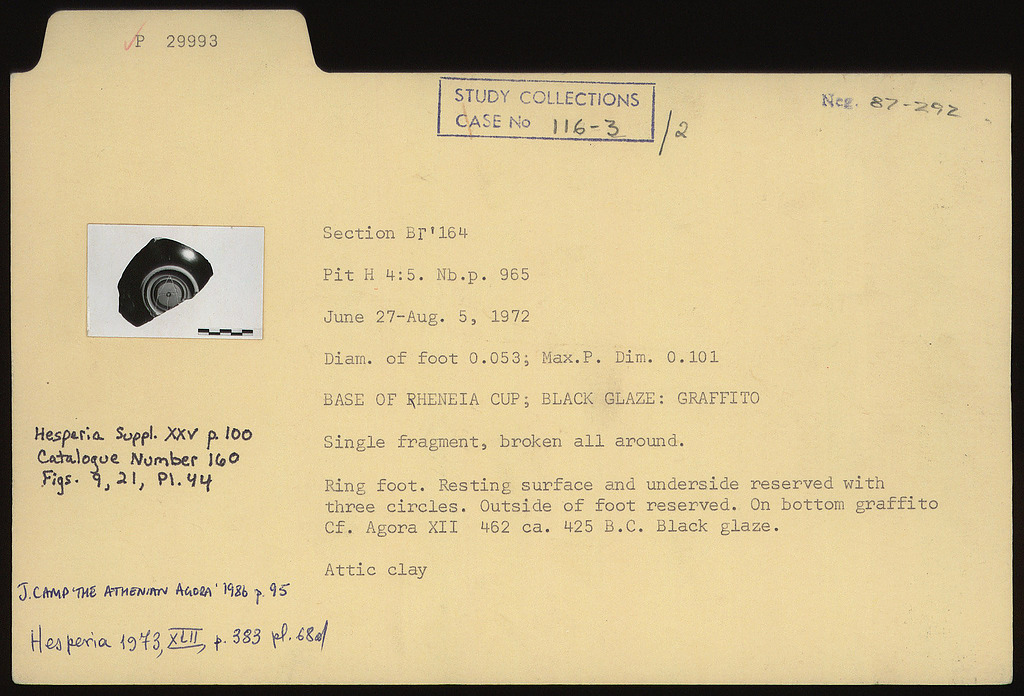 P 29993
STUDY COLLECTIONS
CASE No 116-3 /2
Neg. 87-292
Section ΒΓ'164
Pit H 4:5. Nb.p. 965
June 27-Aug. 5, 1972
Diam. of foot 0.053; Max.P. Dim. 0.101
BASE OF RHENEIA CUP; BLACK GLAZE: GRAFFITO
Single fragment, broken all around.
Ring foot. Resting surface and underside reserved with
three circles. Outside of foot reserved. On bottom graffito
Cf. Agora XII 462 ca. 425 B.C. Black glaze.
Attic clay
Hesperia Suppl. XXV p. 100
Catalogue Number 160
Figs. 9, 21, Pl. 44
J. CAMP 'THE ATHENIAN AGORA' 1986 p. 95
Hesperia 1973, XLII, p. 383 pl. 68d